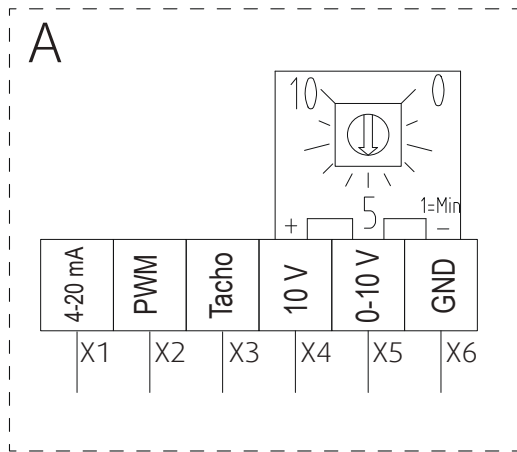 A
10 0
5 1=Min
+ −
4-20 mA PWM Tacho 10 V 0-10 V GND
X1 X2 X3 X4 X5 X6